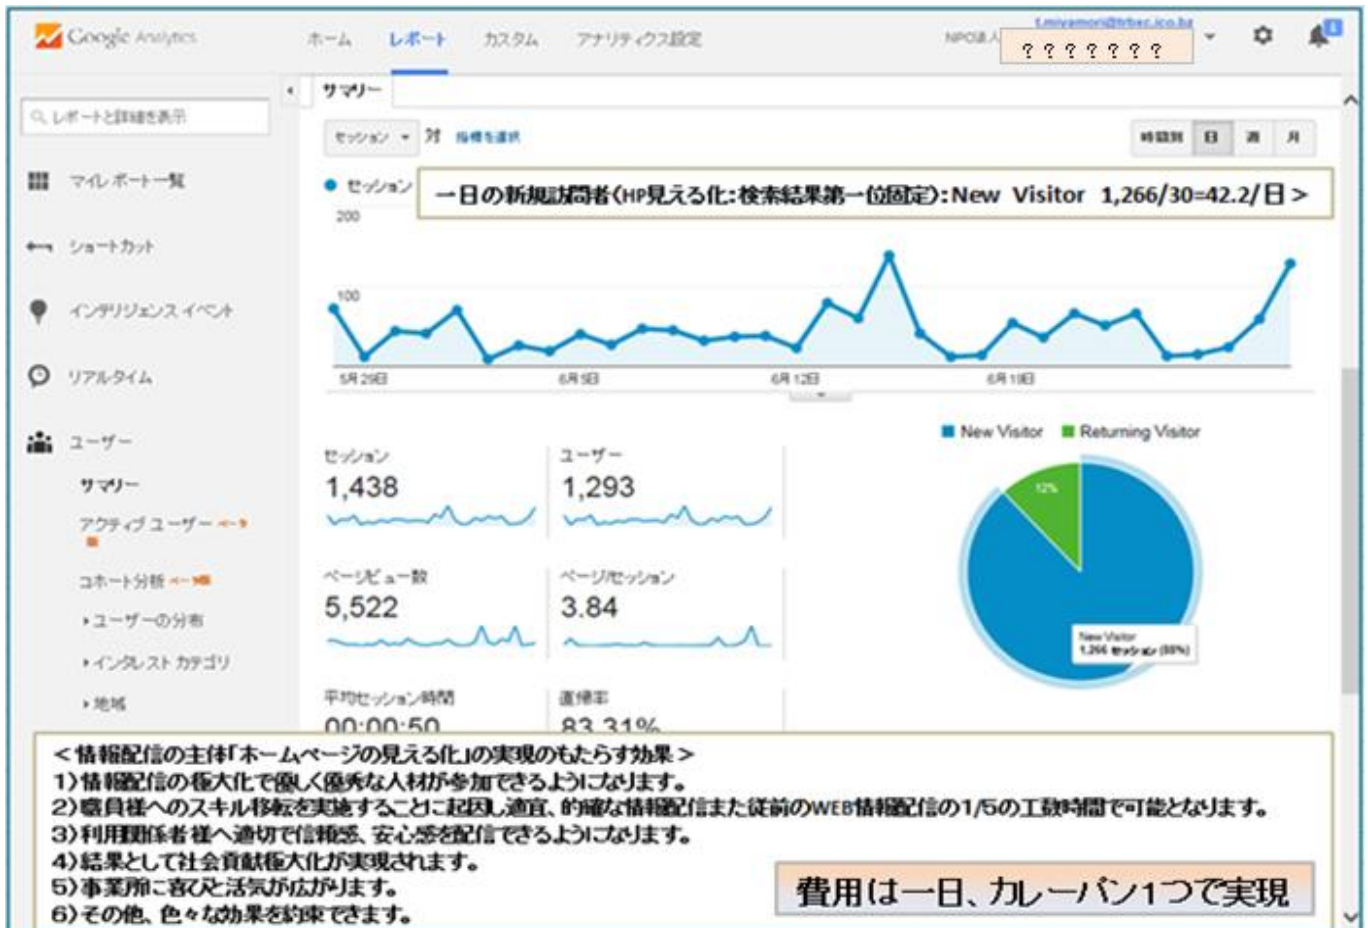 Google Analytics
ホーム レポート カスタム アナリティクス設定
NPO法人
？？？？？？？
サマリー
レポートと詳細を表示
セッション 対 指標を選択
時間別 日 週 月
マイレポート一覧
セッション
一日の新規訪問者(HP見える化:検索結果第一位固定):New Visitor 1,266/30=42.2/日>
200
100
ショートカット
インテリジェンス イベント
リアルタイム
5月29日 6月5日 6月12日 6月19日
New Visitor Returning Visitor
ユーザー
サマリー
アクティブ ユーザー ベータ版
コホート分析 ベータ版
ユーザーの分布
インタレスト カテゴリ
地域
セッション ユーザー
1,438 1,293
12%
ページビュー数 ページ/セッション
5,522 3.84
New Visitor
1,266 セッション (88%)
平均セッション時間 直帰率
00:00:50 83.31%
<情報配信の主体「ホームページの見える化」の実現のもたらす効果>
1)情報配信の極大化で優しく優秀な人材が参加できるようになります。
2)職員様へのスキル移転を実施することに起因し適宜、的確な情報配信また従前のWEB情報配信の1/5の工数時間で可能となります。
3)利用関係者様へ適切で信頼感、安心感を配信できるようになります。
4)結果として社会貢献極大化が実現されます。
5)事業所に喜びと活気が広がります。
6)その他、色々な効果を約束できます。
費用は一日、カレーパン1つで実現